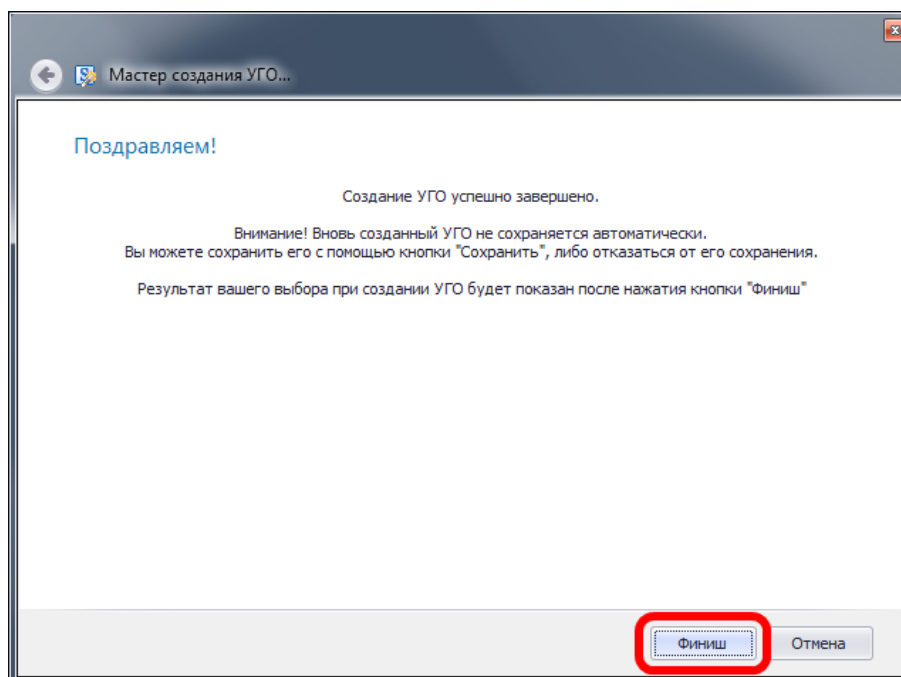 Мастер создания УГО...
Поздравляем!
Создание УГО успешно завершено.
Внимание! Вновь созданный УГО не сохраняется автоматически.
Вы можете сохранить его с помощью кнопки "Сохранить", либо отказаться от его сохранения.
Результат вашего выбора при создании УГО будет показан после нажатия кнопки "Финиш"
Финиш
Отмена